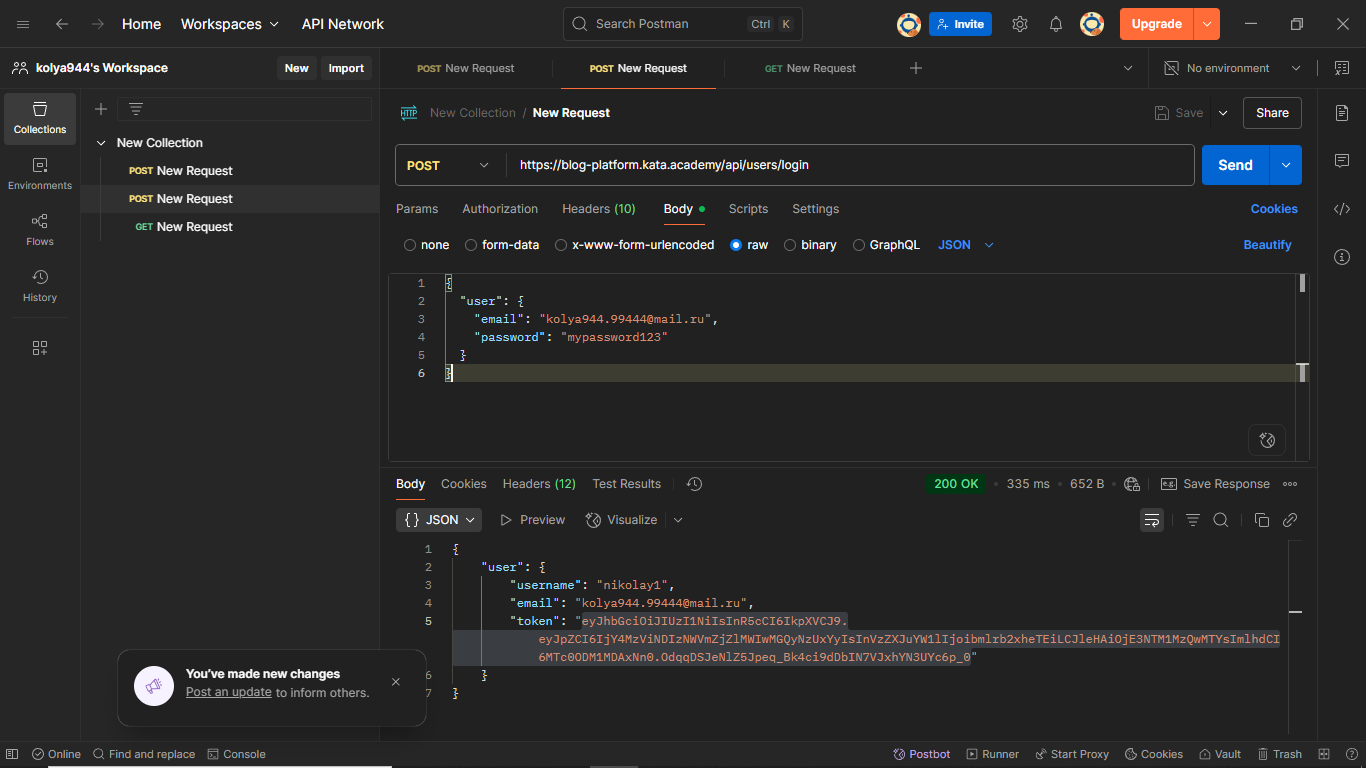 Home Workspaces API Network Search Postman Ctrl K Invite Upgrade
kolya944's Workspace New Import POST New Request POST New Request GET New Request No environment
Collections
Environments
Flows
History
New Collection
POST New Request
POST New Request
GET New Request
HTTP New Collection / New Request Save Share
POST https://blog-platform.kata.academy/api/users/login Send
Params Authorization Headers (10) Body Scripts Settings Cookies
none form-data x-www-form-urlencoded raw binary GraphQL JSON Beautify
1 {
2 "user": {
3 "email": "kolya944.99444@mail.ru",
4 "password": "mypassword123"
5 }
6 }
Body Cookies Headers (12) Test Results 200 OK 335 ms 652 B e.g. Save Response
{} JSON Preview Visualize
1 {
2 "user": {
3 "username": "nikolay1",
4 "email": "kolya944.99444@mail.ru",
5 "token": "eyJhbGciOiJIUzI1NiIsInR5cCI6IkpXVCJ9.
eyJpZCI6IjY4MzViNDIzNWVmZjZlMWIwMGQyNzUxYyIsInVzZXJuYW1lIjoibmlrb2xheTEiLCJleHAiOjE3NTM1MzQwMTYsImlhdCI
6MTc0ODM1MDAxNn0.OdqqDSJeNlZ5Jpeq_Bk4ci9dDbIN7VJxhYN3UYc6p_0"
6 }
7 }
You've made new changes
Post an update to inform others.
Online Find and replace Console Postbot Runner Start Proxy Cookies Vault Trash